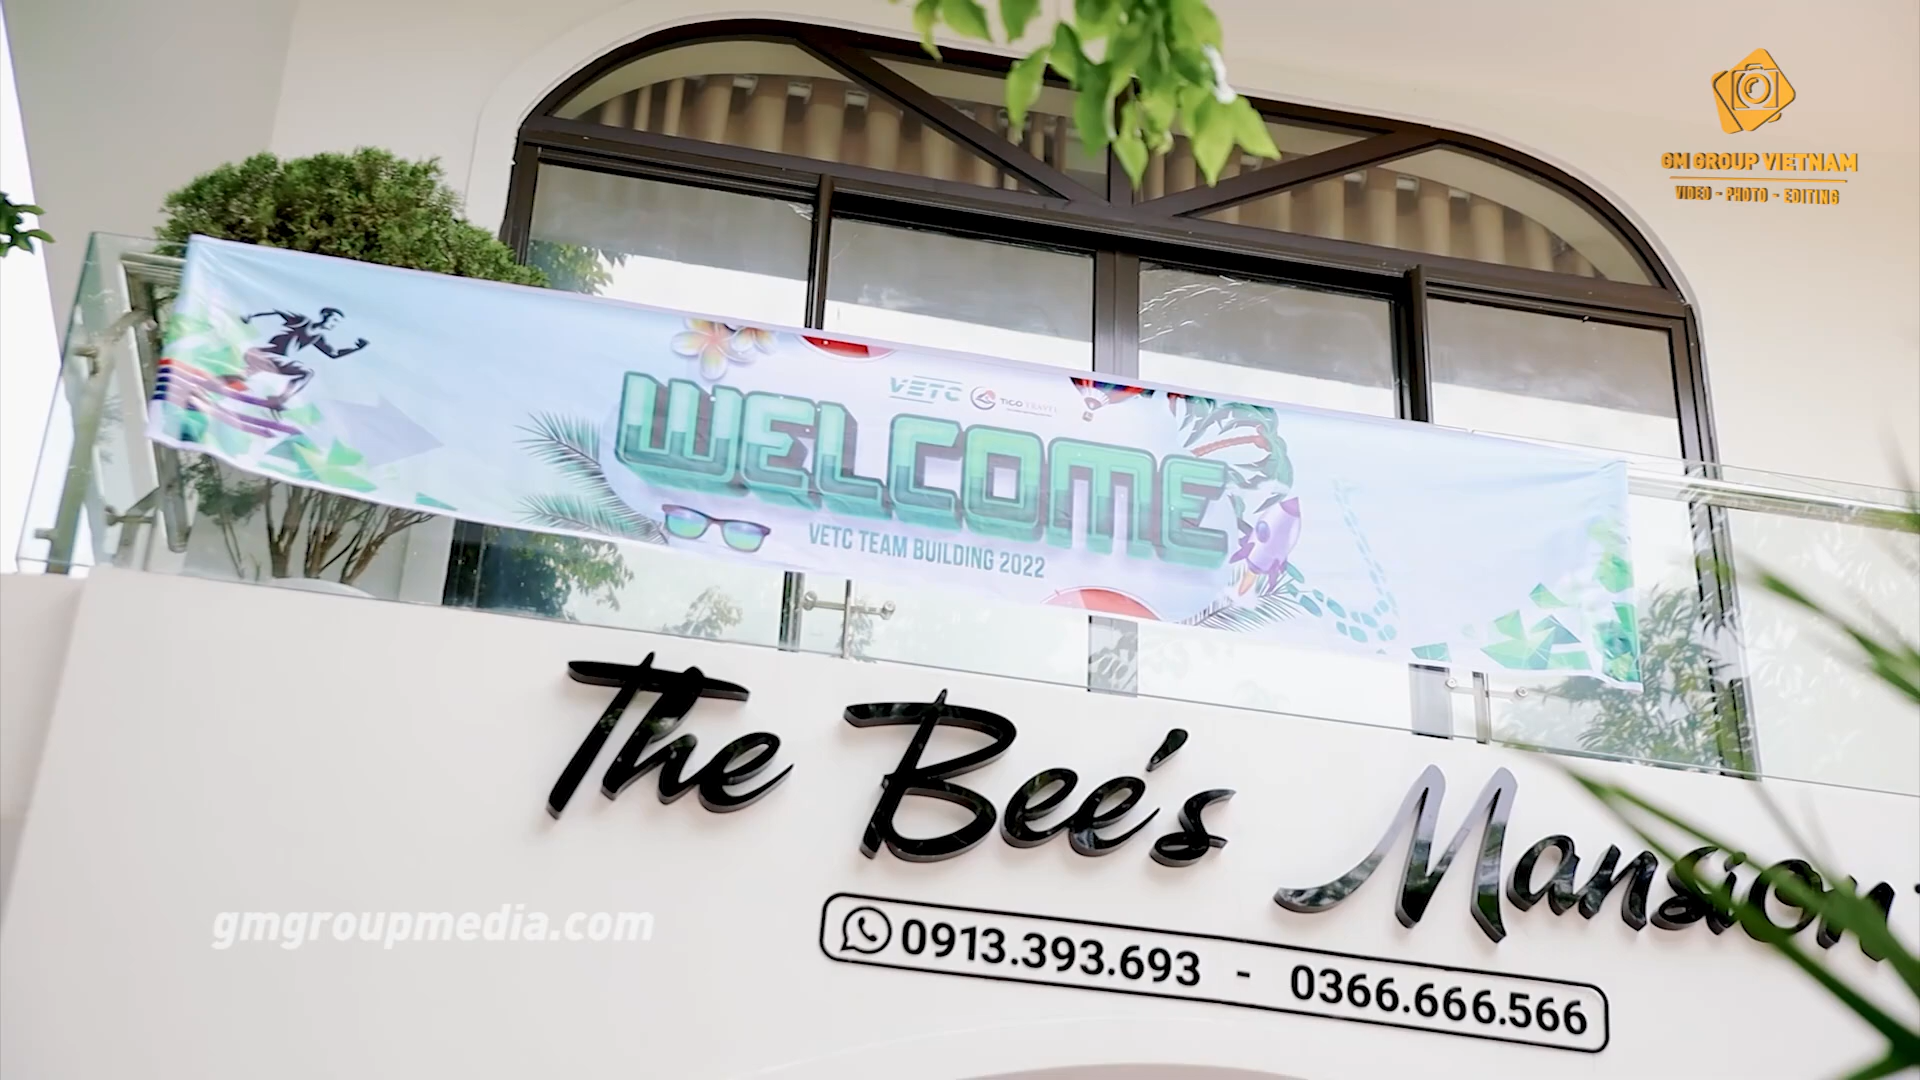 GM GROUP VIETNAM
VIDEO - PHOTO - EDITING
VETC TIGO TRAVEL
WELCOME
VETC TEAM BUILDING 2022
The Bee's Mansion
gmgroupmedia.com
0913.393.693 - 0366.666.566